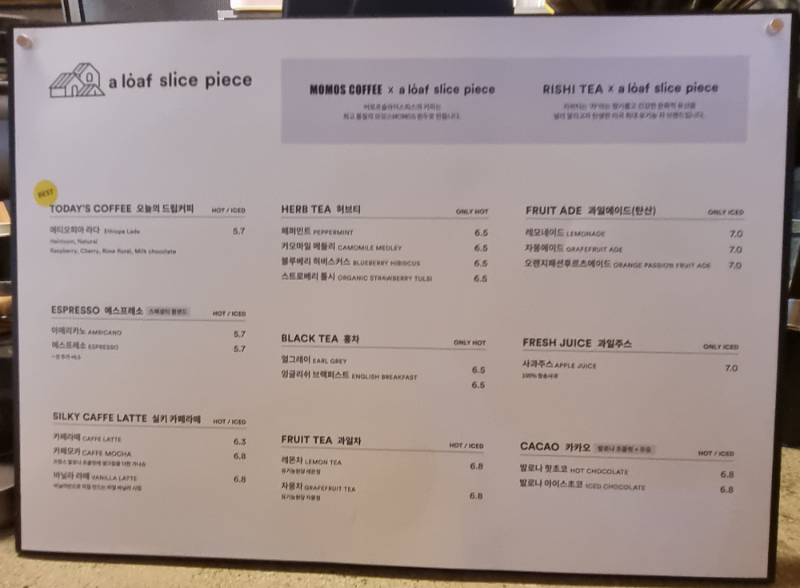 a loaf slice piece
MOMOS COFFEE x a loaf slice piece
RISHI TEA x a loaf slice piece
BEST
TODAY'S COFFEE 오늘의 드립커피 HOT / ICED
에티오피아 라다 Ethiopia Lada 5.7
Heirloom, Natural
Raspberry, Cherry, Rose floral, Milk chocolate
ESPRESSO 에스프레소 스페셜티 블렌드 HOT / ICED
아메리카노 AMRICANO 5.7
에스프레소 ESPRESSO 5.7
SILKY CAFFE LATTE 실키 카페라떼 HOT / ICED
카페라떼 CAFFE LATTE 6.3
카페모카 CAFFE MOCHA 6.8
바닐라 라떼 VANILLA LATTE 6.8
HERB TEA 허브티 ONLY HOT
페퍼민트 PEPPERMINT 6.5
카모마일 메들리 CAMOMILE MEDLEY 6.5
블루베리 히비스커스 BLUEBERRY HIBISCUS 6.5
스트로베리 툴시 ORGANIC STRAWBERRY TULSI 6.5
BLACK TEA 홍차 ONLY HOT
얼그레이 EARL GREY 6.5
잉글리쉬 브랙퍼스트 ENGLISH BREAKFAST 6.5
FRUIT TEA 과일차 HOT / ICED
레몬차 LEMON TEA 6.8
자몽차 GRAFEFRUIT TEA 6.8
FRUIT ADE 과일에이드(탄산) ONLY ICED
레모네이드 LEMONADE 7.0
자몽에이드 GRAFEFRUIT ADE 7.0
오렌지패션후르츠에이드 ORANGE PASSION FRUIT ADE 7.0
FRESH JUICE 과일주스 ONLY ICED
사과주스 APPLE JUICE 7.0
100% 착즙사과
CACAO 카카오 HOT / ICED
발로나 핫초코 HOT CHOCOLATE 6.8
발로나 아이스초코 ICED CHOCOLATE 6.8